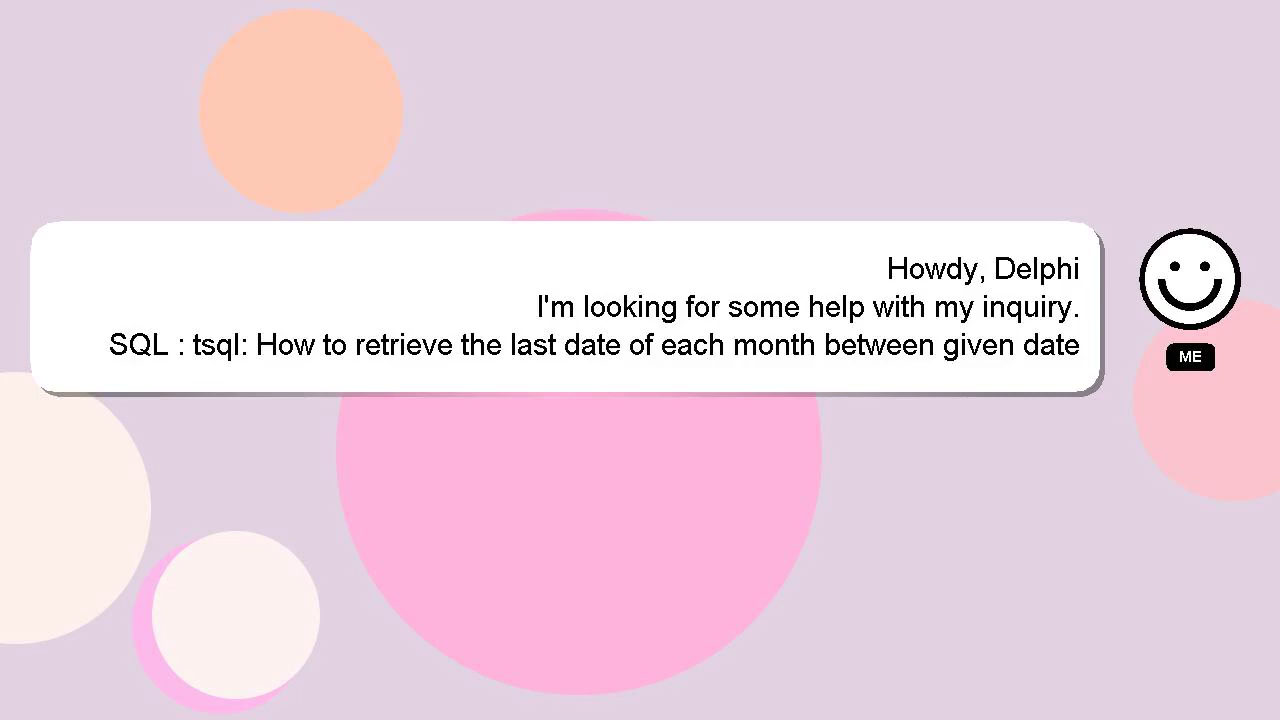 Howdy, Delphi
I'm looking for some help with my inquiry.
SQL : tsql: How to retrieve the last date of each month between given date
ME